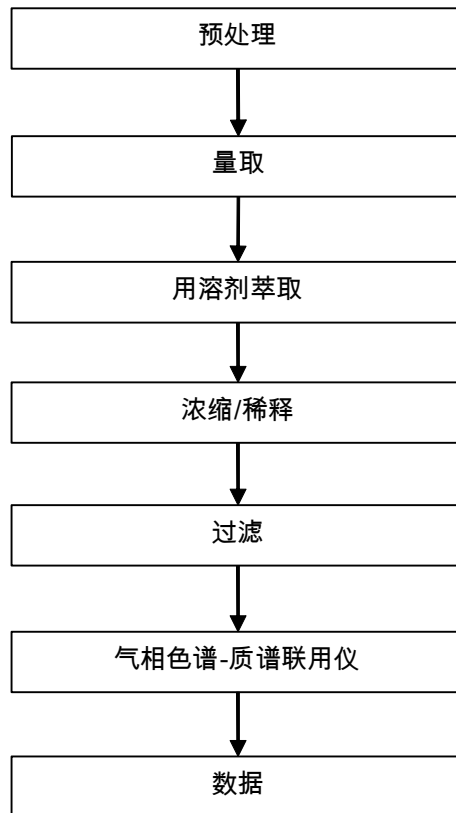 预处理
量取
用溶剂萃取
浓缩/稀释
过滤
气相色谱-质谱联用仪
数据